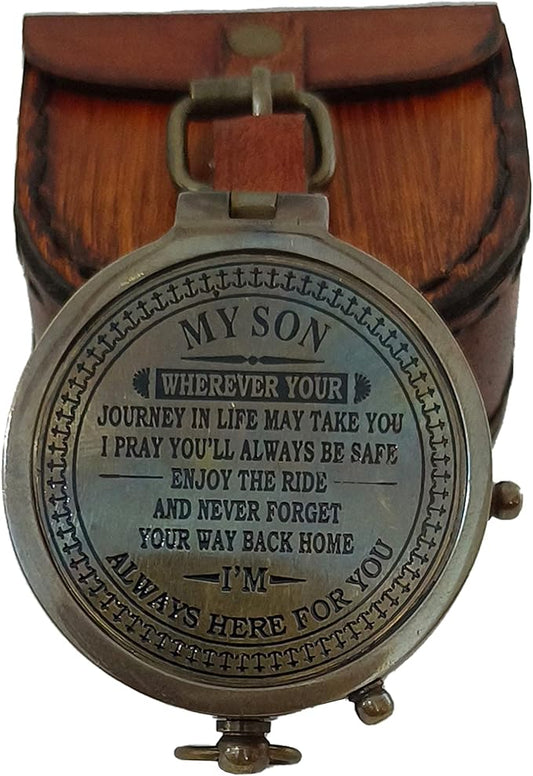 MY SON
WHEREVER YOUR
JOURNEY IN LIFE MAY TAKE YOU
I PRAY YOU'LL ALWAYS BE SAFE
ENJOY THE RIDE
AND NEVER FORGET
YOUR WAY BACK HOME
I'M
ALWAYS HERE FOR YOU